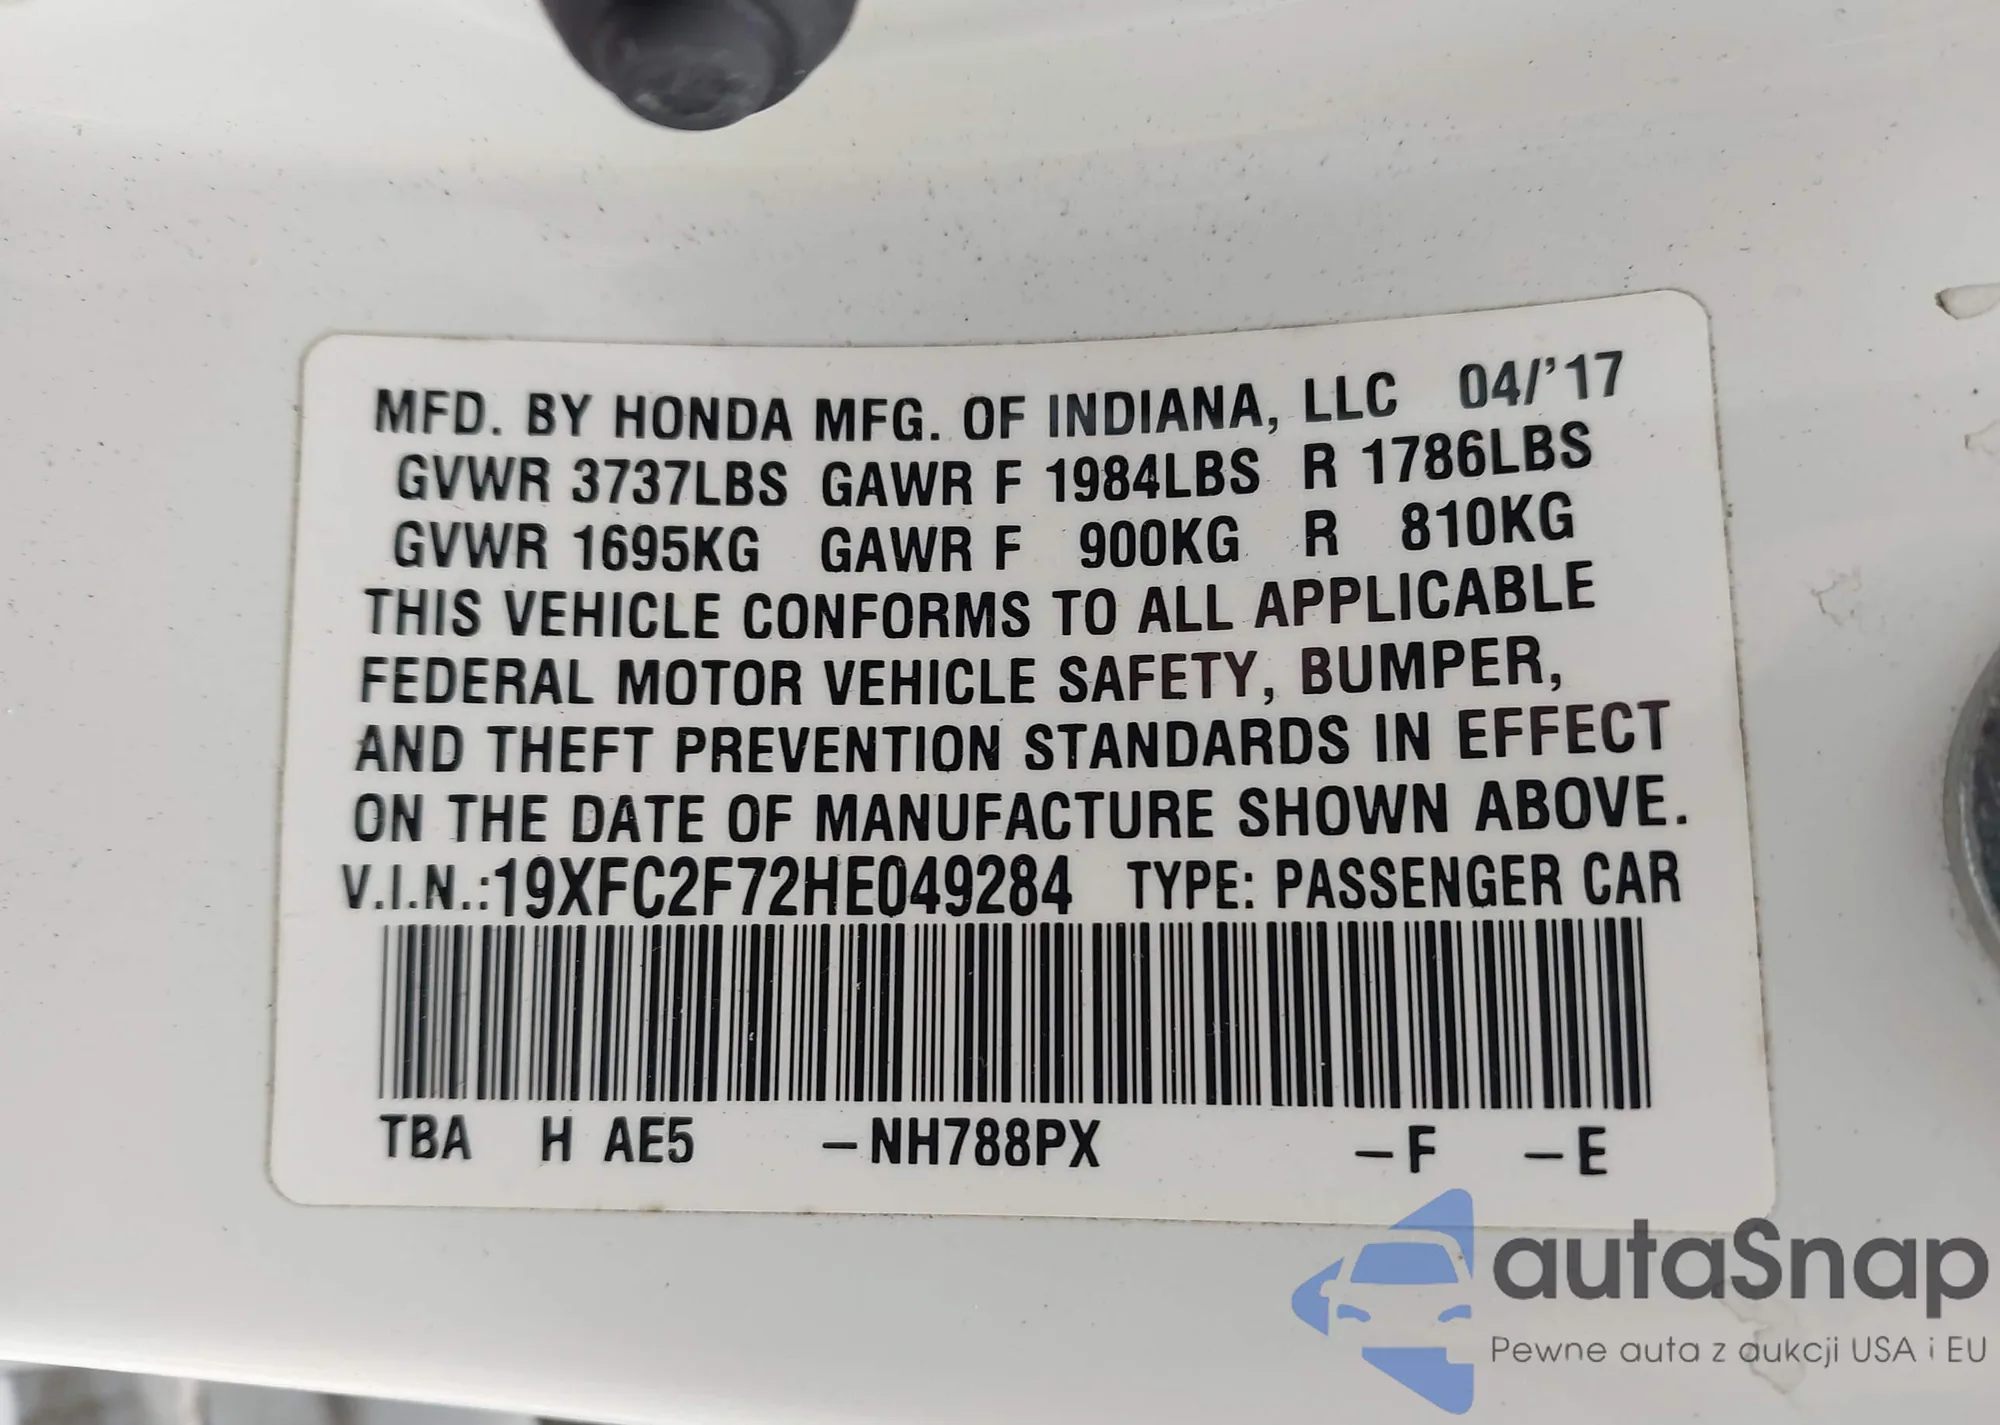 MFD. BY HONDA MFG. OF INDIANA, LLC 04/'17
GVWR 3737LBS GAWR F 1984LBS R 1786LBS
GVWR 1695KG GAWR F 900KG R 810KG
THIS VEHICLE CONFORMS TO ALL APPLICABLE
FEDERAL MOTOR VEHICLE SAFETY, BUMPER,
AND THEFT PREVENTION STANDARDS IN EFFECT
ON THE DATE OF MANUFACTURE SHOWN ABOVE.
V.I.N.:19XFC2F72HE049284 TYPE: PASSENGER CAR
TBA H AE5 –NH788PX –F –E
autaSnap
Pewne auta z aukcji USA i EU